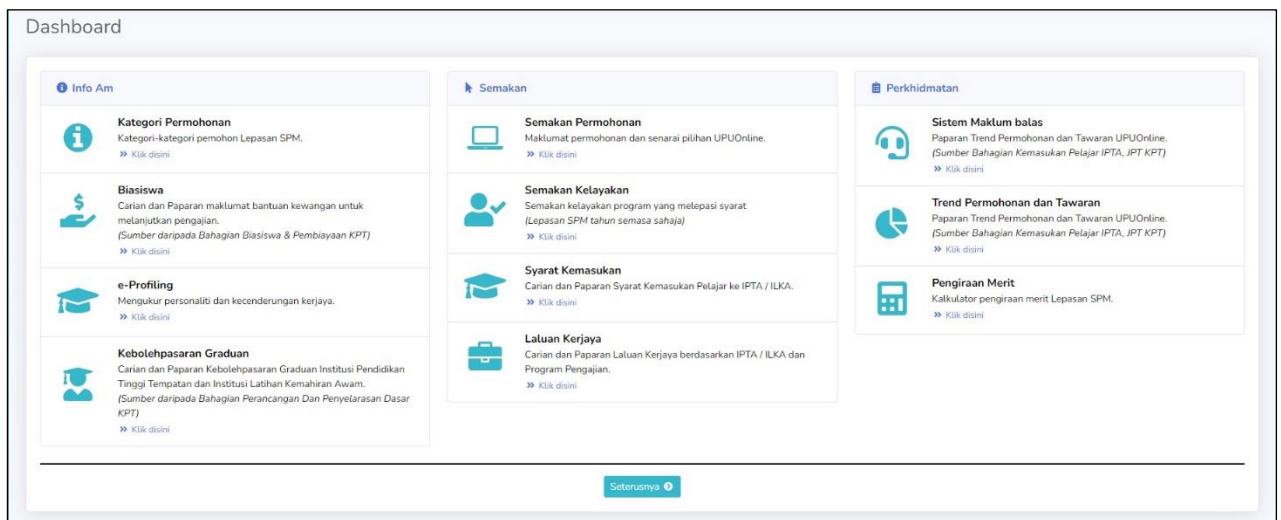 Dashboard
Info Am
Kategori Permohonan
Kategori-kategori pemohon Lepasan SPM.
Klik disini
Biasiswa
Carian dan Paparan maklumat bantuan kewangan untuk
melanjutkan pengajian.
(Sumber daripada Bahagian Biasiswa & Pembiayaan KPT)
Klik disini
e-Profiling
Mengukur personaliti dan kecenderungan kerjaya.
Klik disini
Kebolehpasaran Graduan
Carian dan Paparan Kebolehpasaran Graduan Institusi Pendidikan
Tinggi Tempatan dan Institusi Latihan Kemahiran Awam.
(Sumber daripada Bahagian Perancangan Dan Penyelarasan Dasar
KPT)
Klik disini
Semakan
Semakan Permohonan
Maklumat permohonan dan senarai pilihan UPUOnline.
Klik disini
Semakan Kelayakan
Semakan kelayakan program yang melepasi syarat
(Lepasan SPM tahun semasa sahaja)
Klik disini
Syarat Kemasukan
Carian dan Paparan Syarat Kemasukan Pelajar ke IPTA / ILKA.
Klik disini
Laluan Kerjaya
Carian dan Paparan Laluan Kerjaya berdasarkan IPTA / ILKA dan
Program Pengajian.
Klik disini
Perkhidmatan
Sistem Maklum balas
Paparan Trend Permohonan dan Tawaran UPUOnline.
(Sumber Bahagian Kemasukan Pelajar IPTA, JPT KPT)
Klik disini
Trend Permohonan dan Tawaran
Paparan Trend Permohonan dan Tawaran UPUOnline.
(Sumber Bahagian Kemasukan Pelajar IPTA, JPT KPT)
Klik disini
Pengiraan Merit
Kalkulator pengiraan merit Lepasan SPM.
Klik disini
Seterusnya